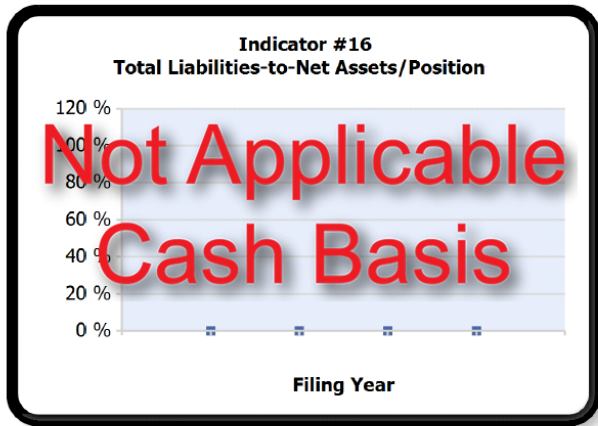 Indicator #16
Total Liabilities-to-Net Assets/Position
120 %
100 %
80 %
60 %
40 %
20 %
0 %
Not Applicable
Cash Basis
Filing Year